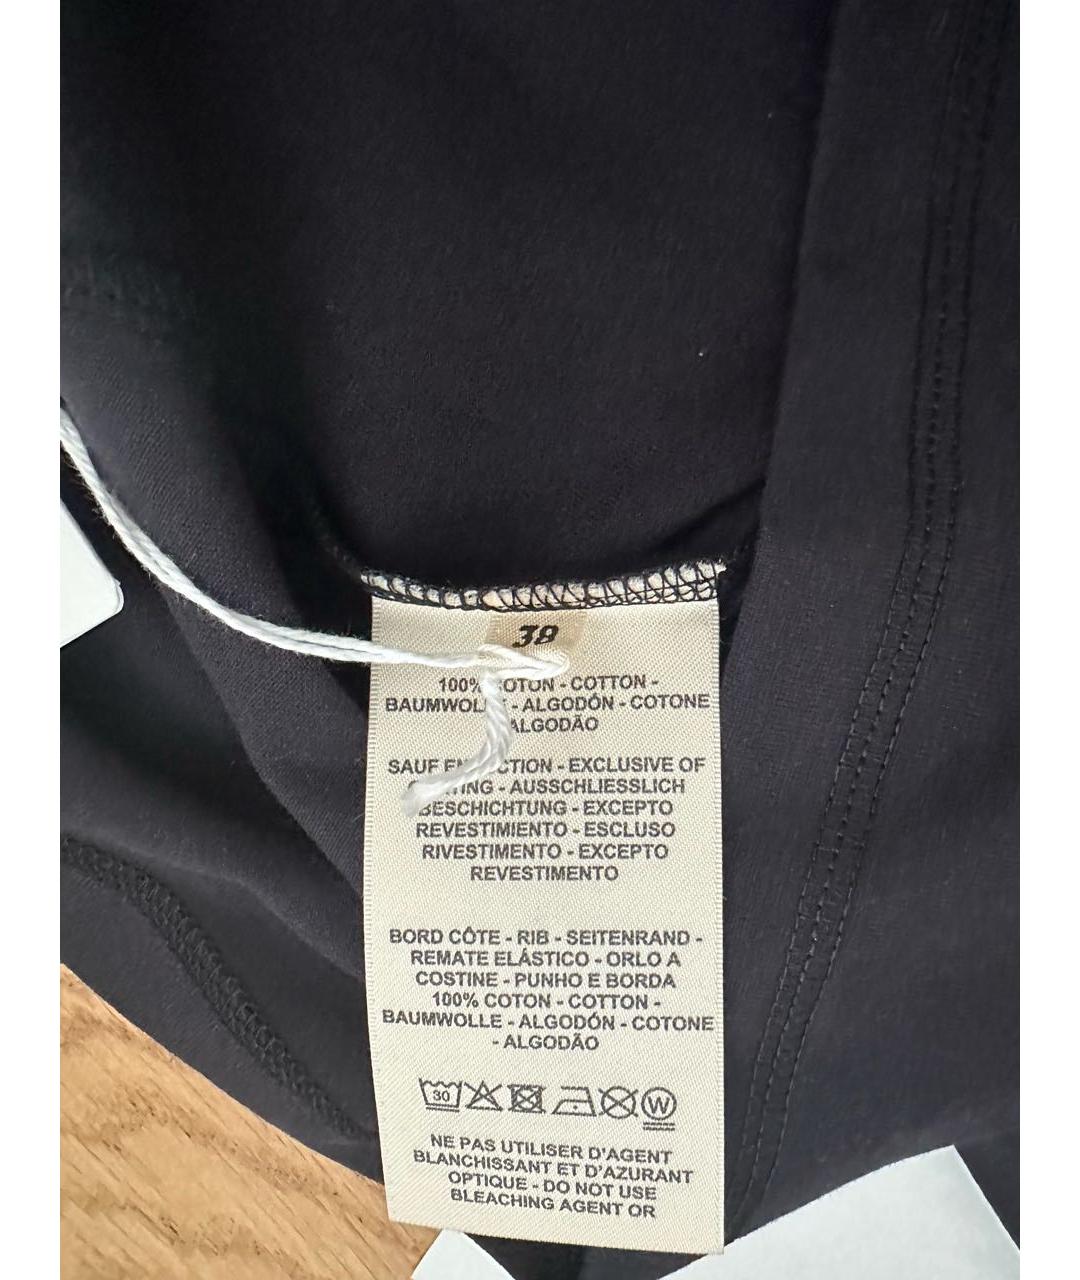 38
100% COTON - COTTON -
BAUMWOLLE - ALGODÓN - COTONE
ALGODÃO
SAUF - EXCLUSIVE OF
- AUSSCHLIESSLICH
BESCHICHTUNG - EXCEPTO
REVESTIMIENTO - ESCLUSO
RIVESTIMENTO - EXCEPTO
REVESTIMENTO
BORD CÔTE - RIB - SEITENRAND -
REMATE ELÁSTICO - ORLO A
COSTINE - PUNHO E BORDA
100% COTON - COTTON -
BAUMWOLLE - ALGODÓN - COTONE
- ALGODÃO
30 W
NE PAS UTILISER D'AGENT
BLANCHISSANT ET D'AZURANT
OPTIQUE - DO NOT USE
BLEACHING AGENT OR